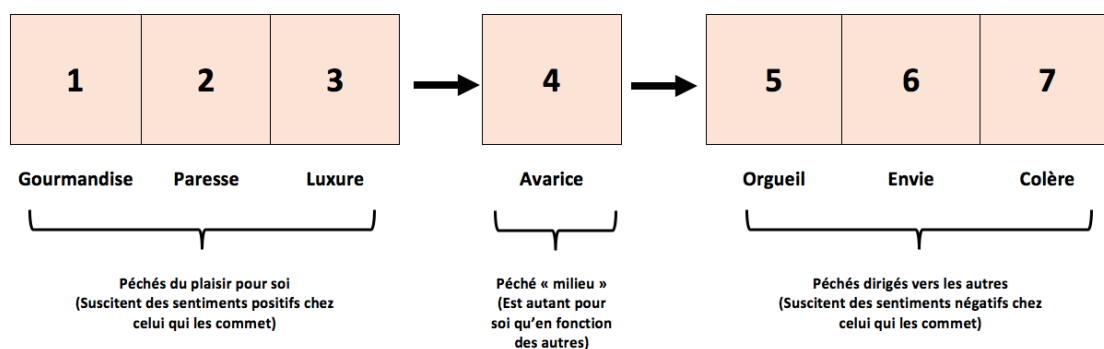 1 2 3 4 5 6 7
Gourmandise Paresse Luxure Avarice Orgueil Envie Colère
Péchés du plaisir pour soi
(Suscitent des sentiments positifs chez
celui qui les commet)
Péché « milieu »
(Est autant pour
soi qu'en fonction
des autres)
Péchés dirigés vers les autres
(Suscitent des sentiments négatifs chez
celui qui les commet)